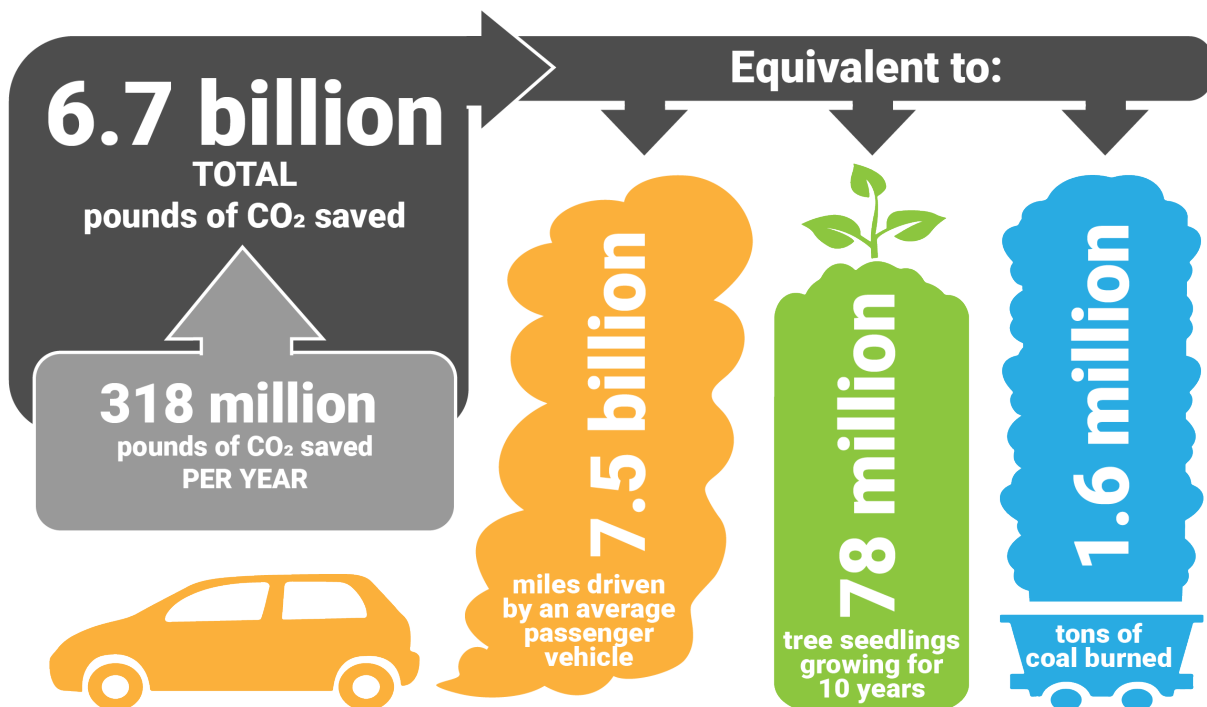 6.7 billion
TOTAL
pounds of CO₂ saved
318 million
pounds of CO₂ saved
PER YEAR
Equivalent to:
7.5 billion
miles driven
by an average
passenger
vehicle
78 million
tree seedlings
growing for
10 years
1.6 million
tons of
coal burned